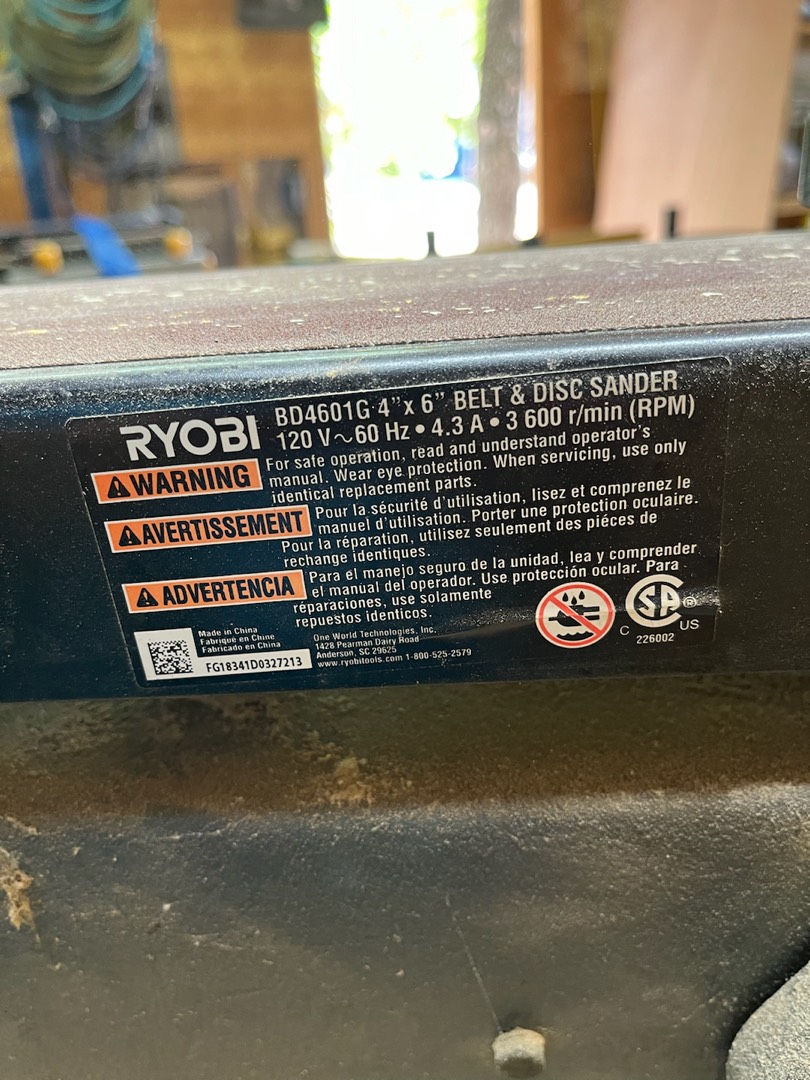 RYOBI
BD4601G 4" x 6" BELT & DISC SANDER
120 V ~ 60 Hz • 4.3 A • 3 600 r/min (RPM)
WARNING
For safe operation, read and understand operator's
manual. Wear eye protection. When servicing, use only
identical replacement parts.
AVERTISSEMENT
Pour la sécurité d'utilisation, lisez et comprenez le
manuel d'utilisation. Porter une protection oculaire.
Pour la réparation, utilisez seulement des piéces de
rechange identiques.
ADVERTENCIA
Para el manejo seguro de la unidad, lea y comprender
el manual del operador. Use protección ocular. Para
réparaciones, use solamente
repuestos identicos.
Made in China
Fabrique en Chine
Fabricado en China
FG18341D0327213
One World Technologies, Inc.
1428 Pearman Dairy Road
Anderson, SC 29625
www.ryobitools.com 1-800-525-2579
C SA ® US
226002